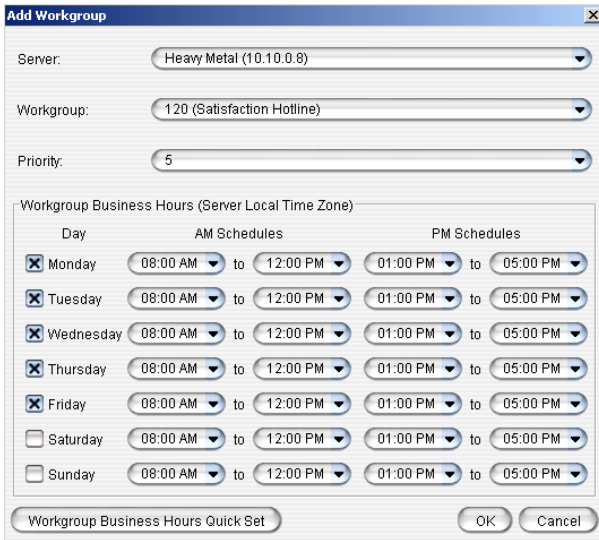 Add Workgroup
Server: Heavy Metal (10.10.0.8)
Workgroup: 120 (Satisfaction Hotline)
Priority: 5
Workgroup Business Hours (Server Local Time Zone)
Day AM Schedules PM Schedules
Monday 08:00 AM to 12:00 PM 01:00 PM to 05:00 PM
Tuesday 08:00 AM to 12:00 PM 01:00 PM to 05:00 PM
Wednesday 08:00 AM to 12:00 PM 01:00 PM to 05:00 PM
Thursday 08:00 AM to 12:00 PM 01:00 PM to 05:00 PM
Friday 08:00 AM to 12:00 PM 01:00 PM to 05:00 PM
Saturday 08:00 AM to 12:00 PM 01:00 PM to 05:00 PM
Sunday 08:00 AM to 12:00 PM 01:00 PM to 05:00 PM
Workgroup Business Hours Quick Set OK Cancel